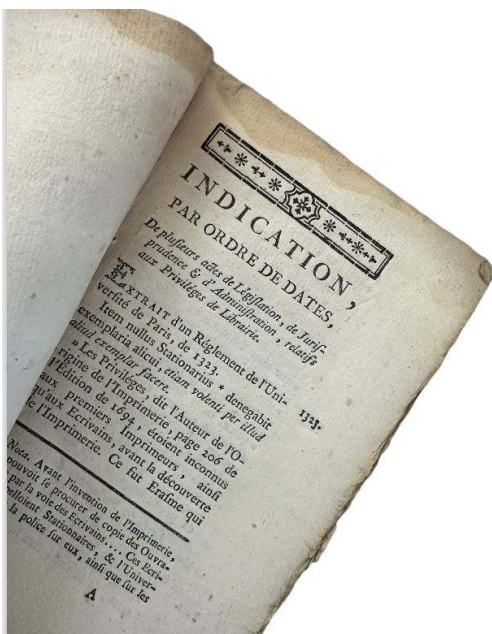 INDICATION,
PAR ORDRE DE DATES,
De plusieurs actes de Législation, de Juris-
prudence & d'Administration, relatifs
aux Privilèges de Librairie.
EXTRAIT d'un Réglement de l'Uni-
versité de Paris, de 1323.
1323.
Item nullus Stationarius * denegabit
exemplaria alicui, etiam volenti per illud
aliud exemplar facere.
» Les Privilèges, dit l'Auteur de l'O-
rigine de l'Imprimerie, page 206 de
l'Édition de 1694, étoient inconnus
aux premiers Imprimeurs, ainsi
qu'aux Ecrivains, avant la découverte
e l'Imprimerie. Ce fut Erasme qui
Nota. Avant l'invention de l'Imprimerie,
pouvoit se procurer de copie des Ouvra-
par la voie des Ecrivains.... Ces Ecri-
pelloient Stationnaires, & l'Univer-
la police sur eux, ainsi que sur les
A